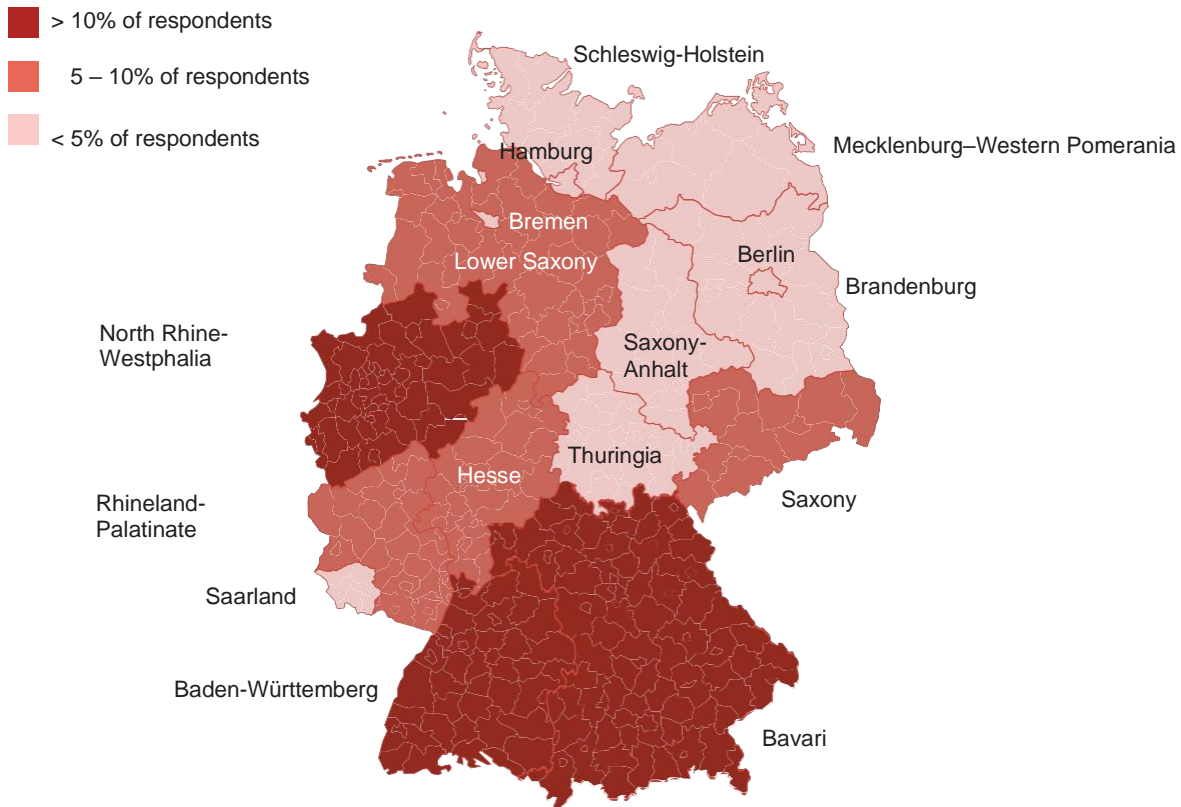 > 10% of respondents
5 – 10% of respondents
< 5% of respondents
Schleswig-Holstein
Hamburg
Mecklenburg–Western Pomerania
Bremen
Lower Saxony
Berlin
Brandenburg
North Rhine-
Westphalia
Saxony-
Anhalt
Thuringia
Hesse
Saxony
Rhineland-
Palatinate
Saarland
Baden-Württemberg
Bavari